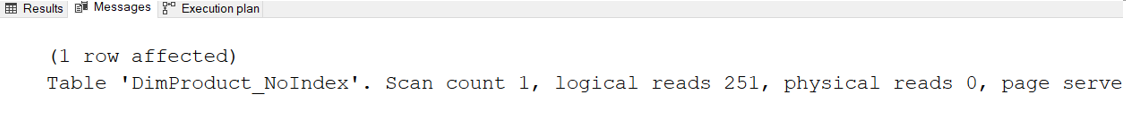 Results Messages Execution plan
(1 row affected)
Table 'DimProduct_NoIndex'. Scan count 1, logical reads 251, physical reads 0, page serve